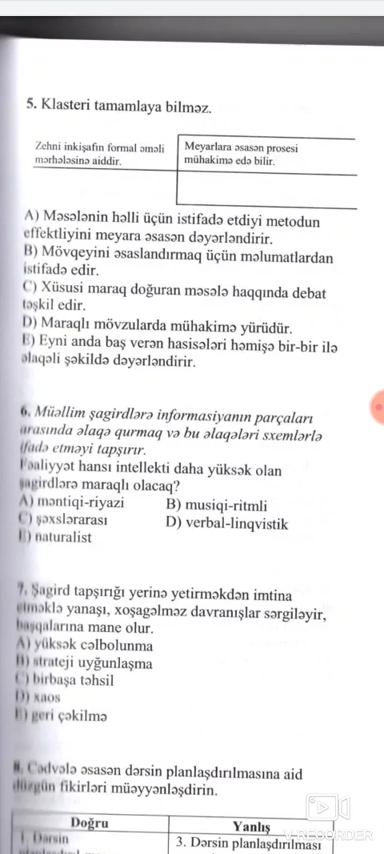 5. Klasteri tamamlaya bilməz.
Zehni inkişafın formal əməli
mərhələsinə aiddir.
Meyarlara əsasən prosesi
mühakimə edə bilir.
A) Məsələnin həlli üçün istifadə etdiyi metodun
effektliyini meyara əsasən dəyərləndirir.
B) Mövqeyini əsaslandırmaq üçün məlumatlardan
istifadə edir.
C) Xüsusi maraq doğuran məsələ haqqında debat
təşkil edir.
D) Maraqlı mövzularda mühakimə yürüdür.
E) Eyni anda baş verən hasisələri həmişə bir-bir ilə
əlaqəli şəkildə dəyərləndirir.
6. Müəllim şagirdlərə informasiyanın parçaları
arasında əlaqə qurmaq və bu əlaqələri sxemlərlə
ifadə etməyi tapşırır.
Fəaliyyət hansı intellekti daha yüksək olan
şagirdlərə maraqlı olacaq?
A) məntiqi-riyazi B) musiqi-ritmli
C) şəxslərarası D) verbal-linqvistik
E) naturalist
7. Şagird tapşırığı yerinə yetirməkdən imtina
etməklə yanaşı, xoşagəlməz davranışlar sərgiləyir,
başqalarına mane olur.
A) yüksək cəlbolunma
B) strateji uyğunlaşma
C) birbaşa təhsil
D) xaos
E) geri çəkilmə
8. Cədvələ əsasən dərsin planlaşdırılmasına aid
düzgün fikirləri müəyyənləşdirin.
Doğru Yanlış
1. Dərsin
3. Dərsin planlaşdırılması
RECORDER